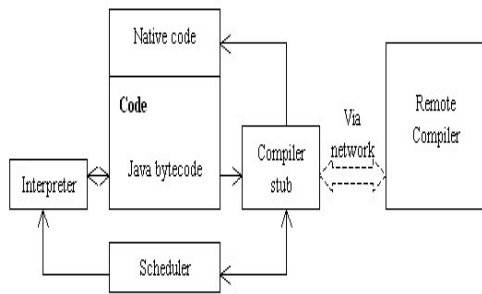 Native code
Code
Java bytecode
Interpreter
Compiler
stub
Via
network
Remote
Compiler
Scheduler